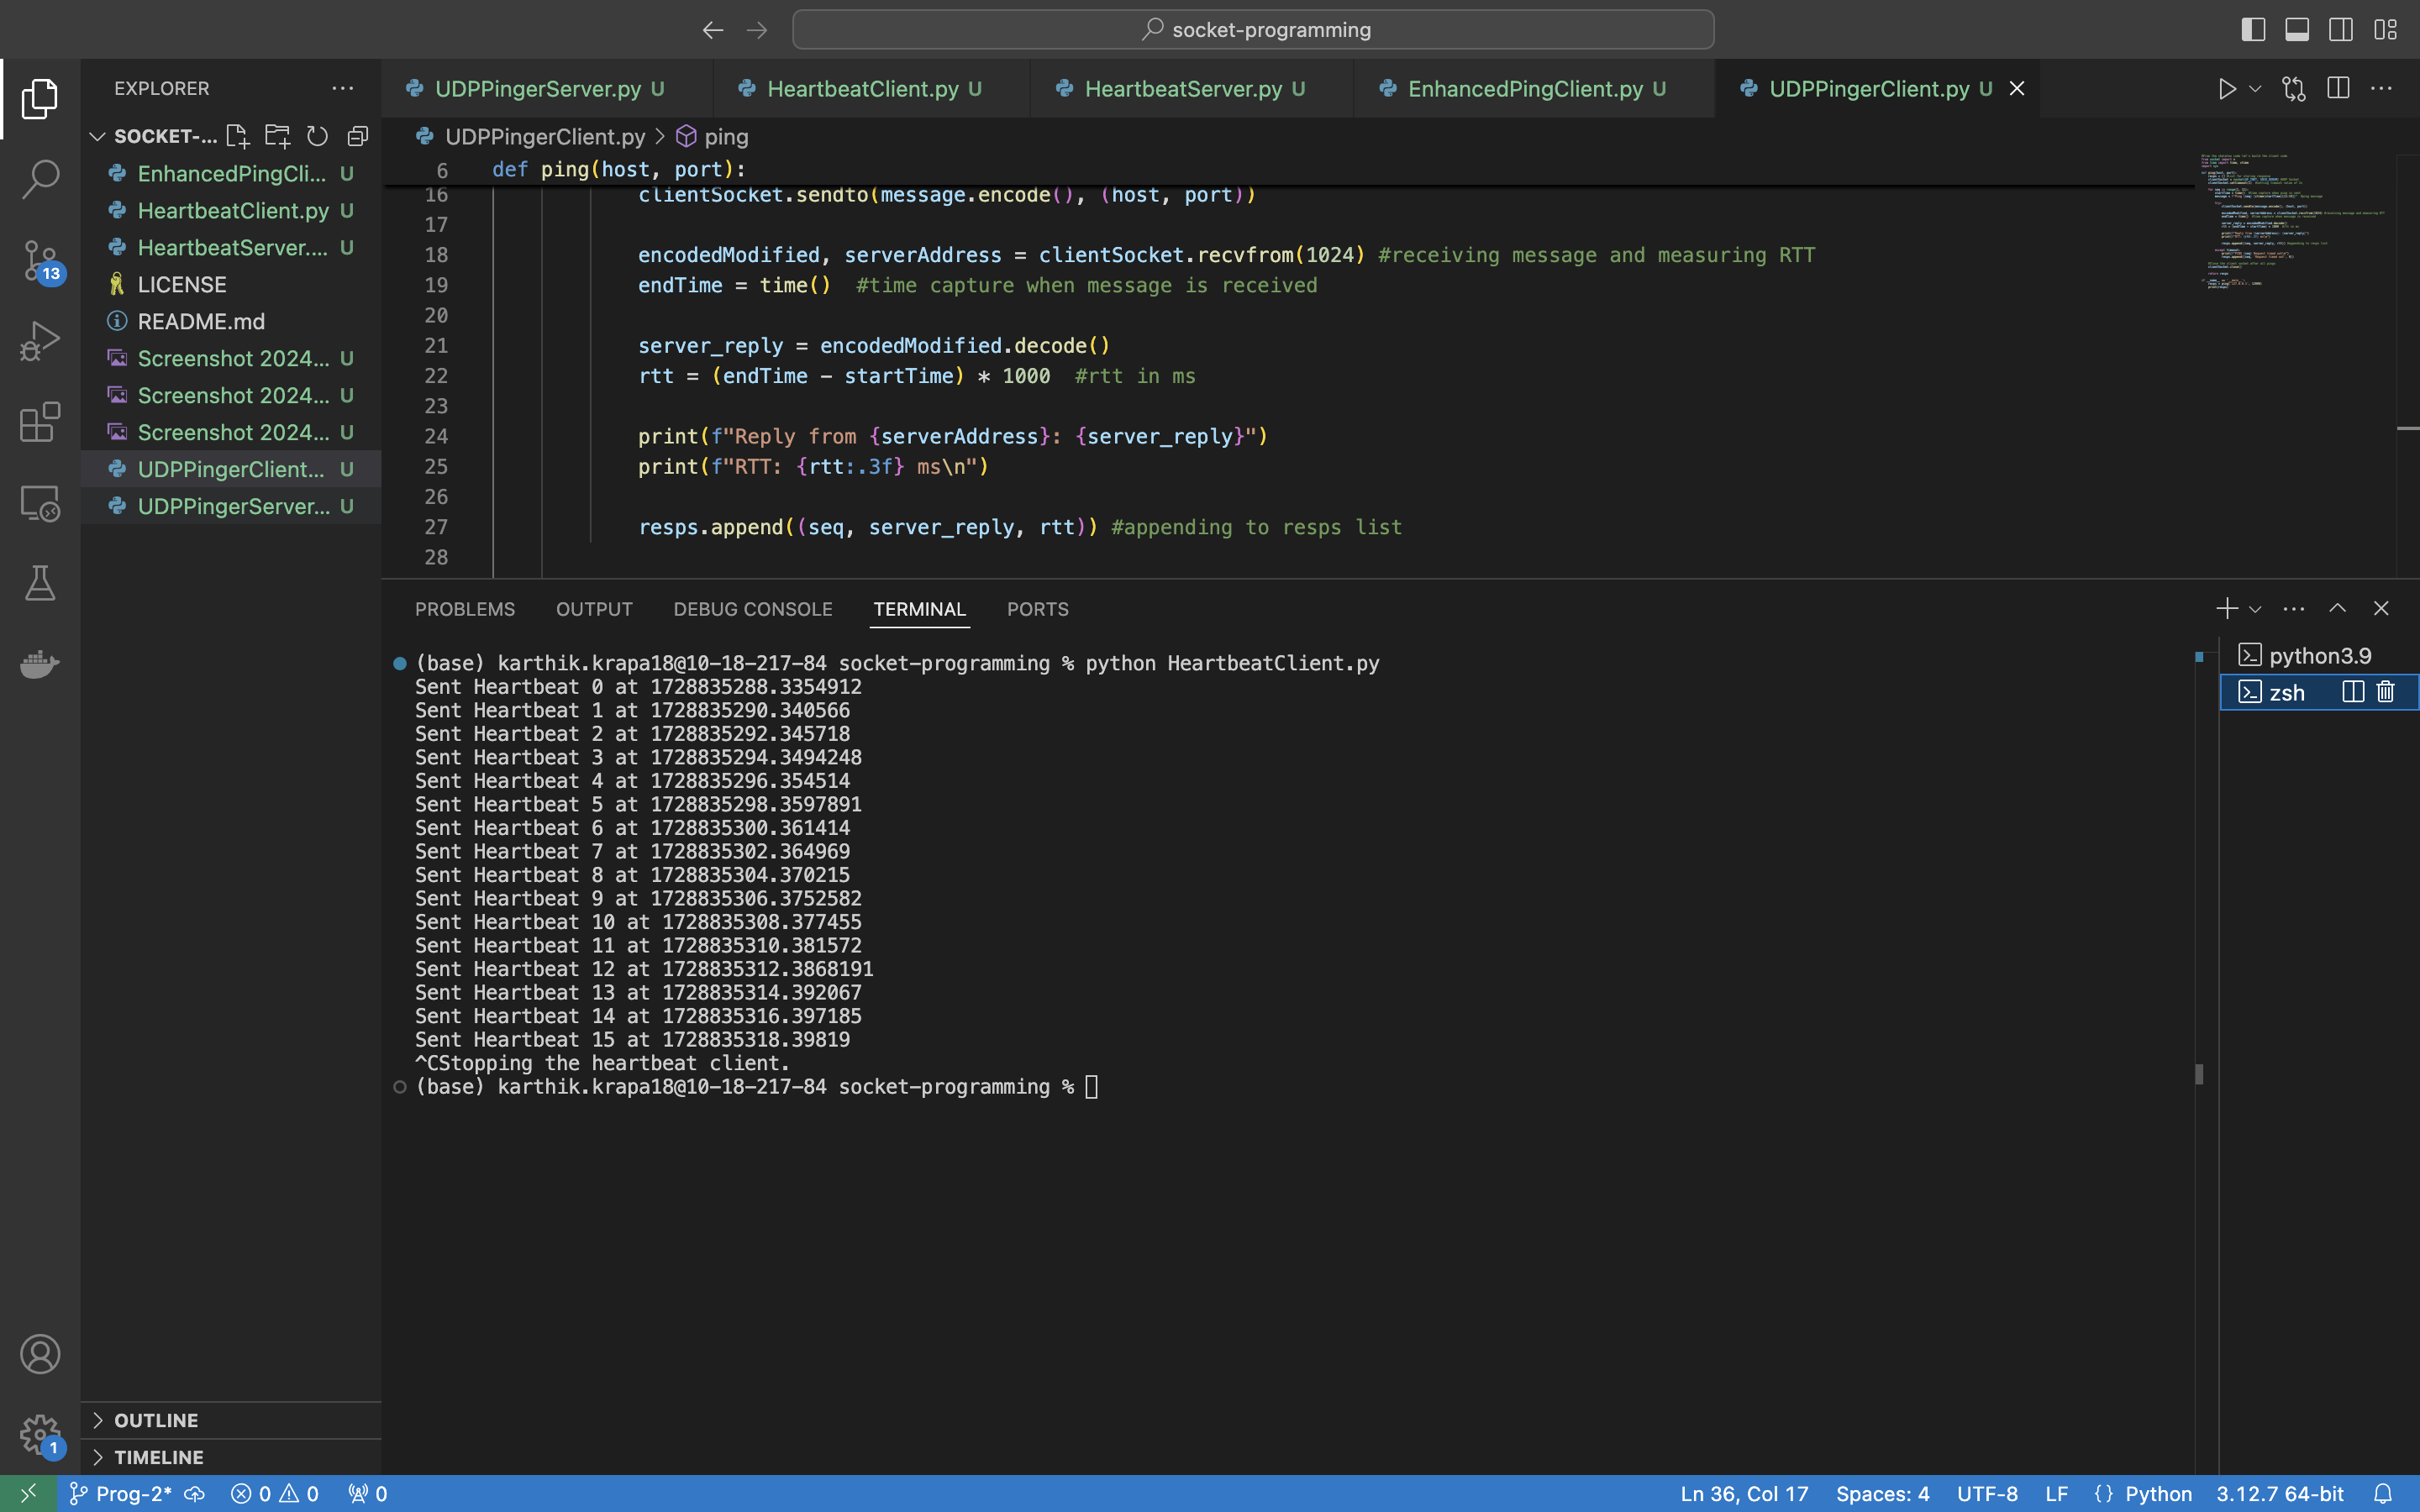 socket-programming
EXPLORER
SOCKET-...
EnhancedPingCli... U
HeartbeatClient.py U
HeartbeatServer.... U
LICENSE
README.md
Screenshot 2024... U
Screenshot 2024... U
Screenshot 2024... U
UDPPingerClient... U
UDPPingerServer... U
13
OUTLINE
TIMELINE
1
UDPPingerServer.py U
HeartbeatClient.py U
HeartbeatServer.py U
EnhancedPingClient.py U
UDPPingerClient.py U
UDPPingerClient.py > ping
6 def ping(host, port):
16 clientSocket.sendto(message.encode(), (host, port))
17
18 encodedModified, serverAddress = clientSocket.recvfrom(1024) #receiving message and measuring RTT
19 endTime = time()  #time capture when message is received
20
21 server_reply = encodedModified.decode()
22 rtt = (endTime - startTime) * 1000  #rtt in ms
23
24 print(f"Reply from {serverAddress}: {server_reply}")
25 print(f"RTT: {rtt:.3f} ms\n")
26
27 resps.append((seq, server_reply, rtt)) #appending to resps list
28
PROBLEMS OUTPUT DEBUG CONSOLE TERMINAL PORTS
(base) karthik.krapa18@10-18-217-84 socket-programming % python HeartbeatClient.py
Sent Heartbeat 0 at 1728835288.3354912
Sent Heartbeat 1 at 1728835290.340566
Sent Heartbeat 2 at 1728835292.345718
Sent Heartbeat 3 at 1728835294.3494248
Sent Heartbeat 4 at 1728835296.354514
Sent Heartbeat 5 at 1728835298.3597891
Sent Heartbeat 6 at 1728835300.361414
Sent Heartbeat 7 at 1728835302.364969
Sent Heartbeat 8 at 1728835304.370215
Sent Heartbeat 9 at 1728835306.3752582
Sent Heartbeat 10 at 1728835308.377455
Sent Heartbeat 11 at 1728835310.381572
Sent Heartbeat 12 at 1728835312.3868191
Sent Heartbeat 13 at 1728835314.392067
Sent Heartbeat 14 at 1728835316.397185
Sent Heartbeat 15 at 1728835318.39819
^CStopping the heartbeat client.
(base) karthik.krapa18@10-18-217-84 socket-programming %
python3.9
zsh
Prog-2* 0 0 0
Ln 36, Col 17 Spaces: 4 UTF-8 LF {} Python 3.12.7 64-bit